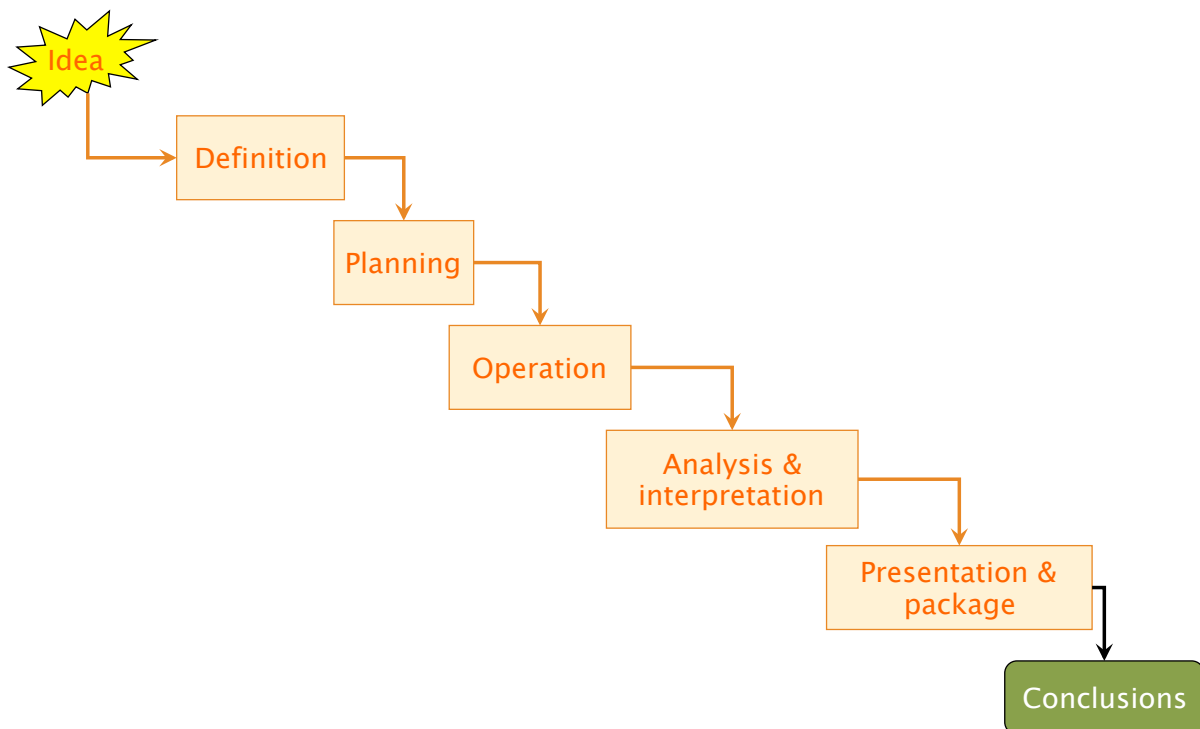 Idea
Definition
Planning
Operation
Analysis &
interpretation
Presentation &
package
Conclusions